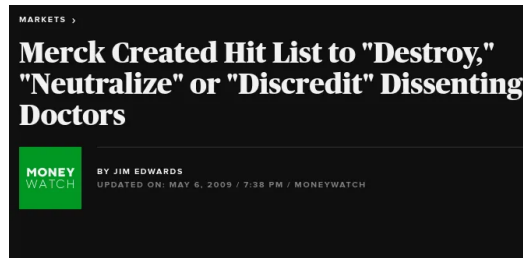 MARKETS ›
Merck Created Hit List to "Destroy,"
"Neutralize" or "Discredit" Dissenting
Doctors
MONEY
WATCH
BY JIM EDWARDS
UPDATED ON: MAY 6, 2009 / 7:38 PM / MONEYWATCH